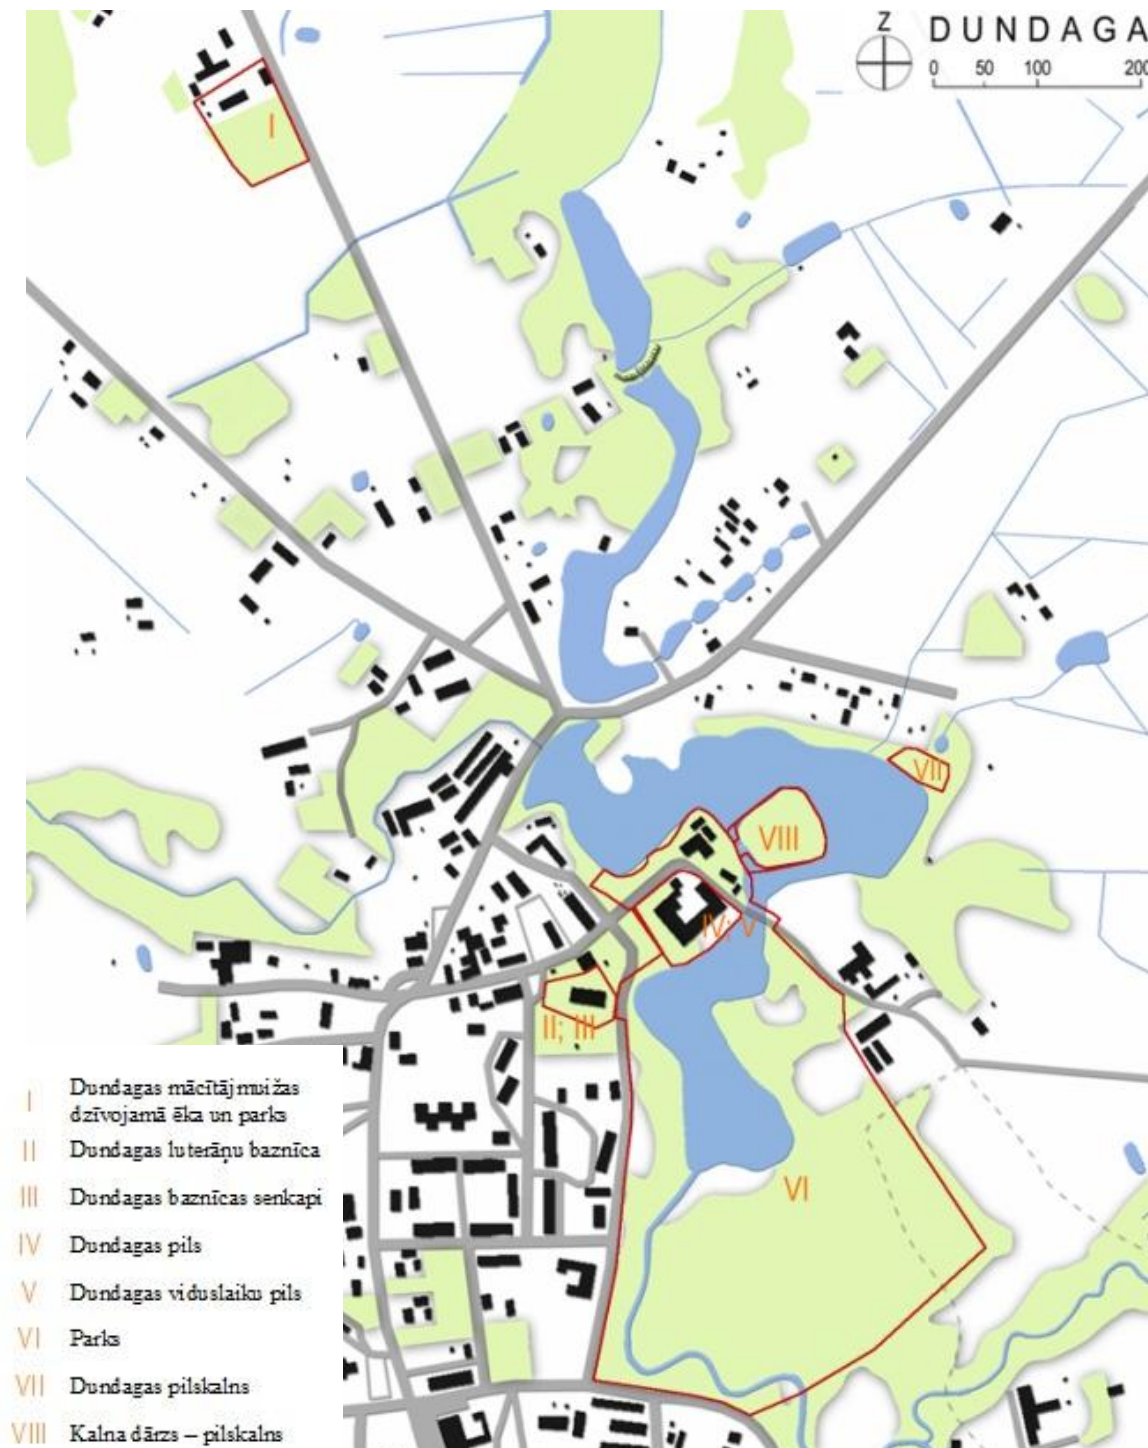 Z
DUNDAGA
0 50 100 200
I
VII
VIII
IV; V
II; III
VI
I Dundagas mācītājmuižas
dzīvojamā ēka un parks
II Dundagas luterāņu baznīca
III Dundagas baznīcas senkapi
IV Dundagas pils
V Dundagas viduslaiku pils
VI Parks
VII Dundagas pilskalns
VIII Kalna dārzs – pilskalns